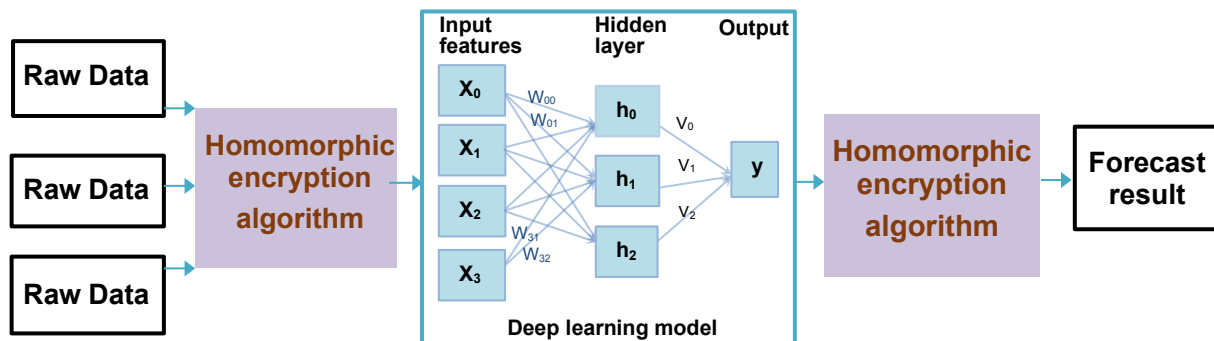 Raw Data
Raw Data
Raw Data
Homomorphic
encryption
algorithm
Input
features
Hidden
layer
Output
X₀
X₁
X₂
X₃
W₀₀
W₀₁
W₃₁
W₃₂
h₀
h₁
h₂
V₀
V₁
V₂
y
Deep learning model
Homomorphic
encryption
algorithm
Forecast
result